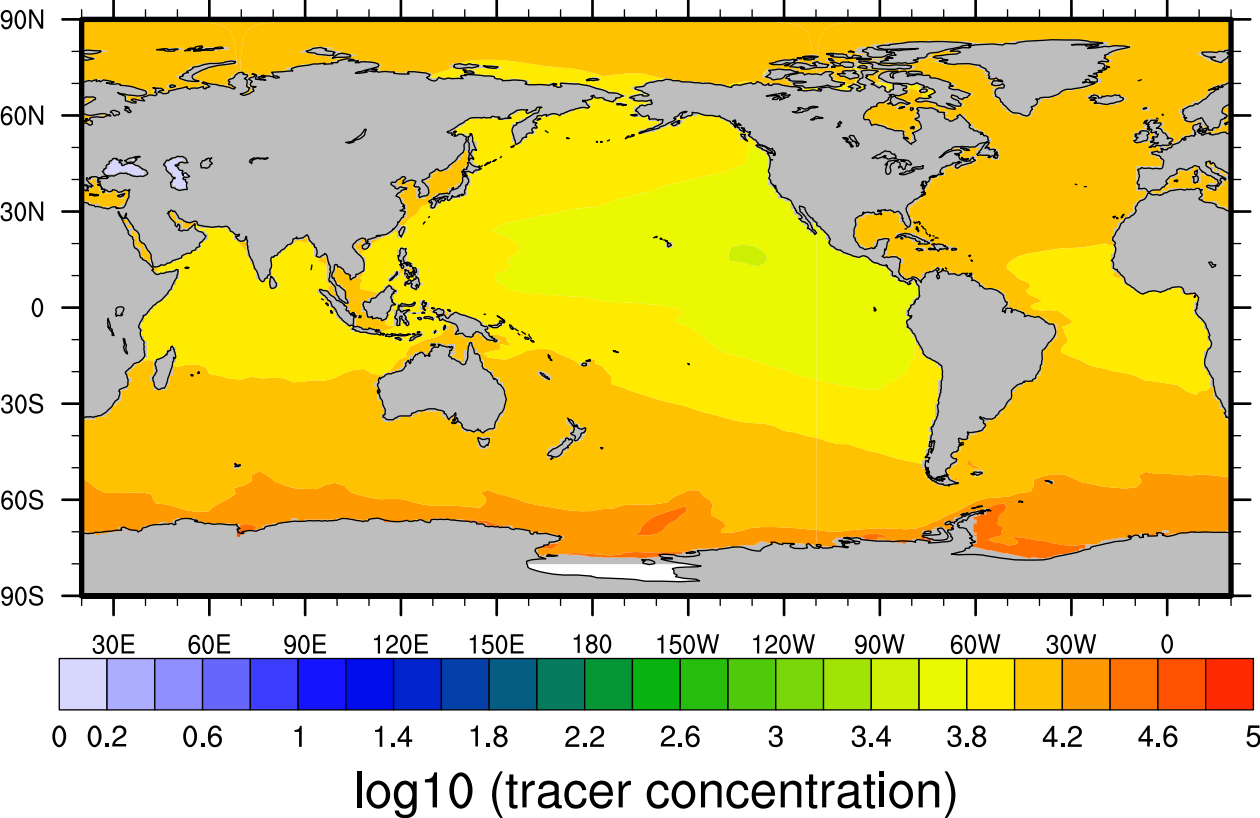 90N
60N
30N
0
30S
60S
90S
30E 60E 90E 120E 150E 180 150W 120W 90W 60W 30W 0
0 0.2 0.6 1 1.4 1.8 2.2 2.6 3 3.4 3.8 4.2 4.6 5
log10 (tracer concentration)